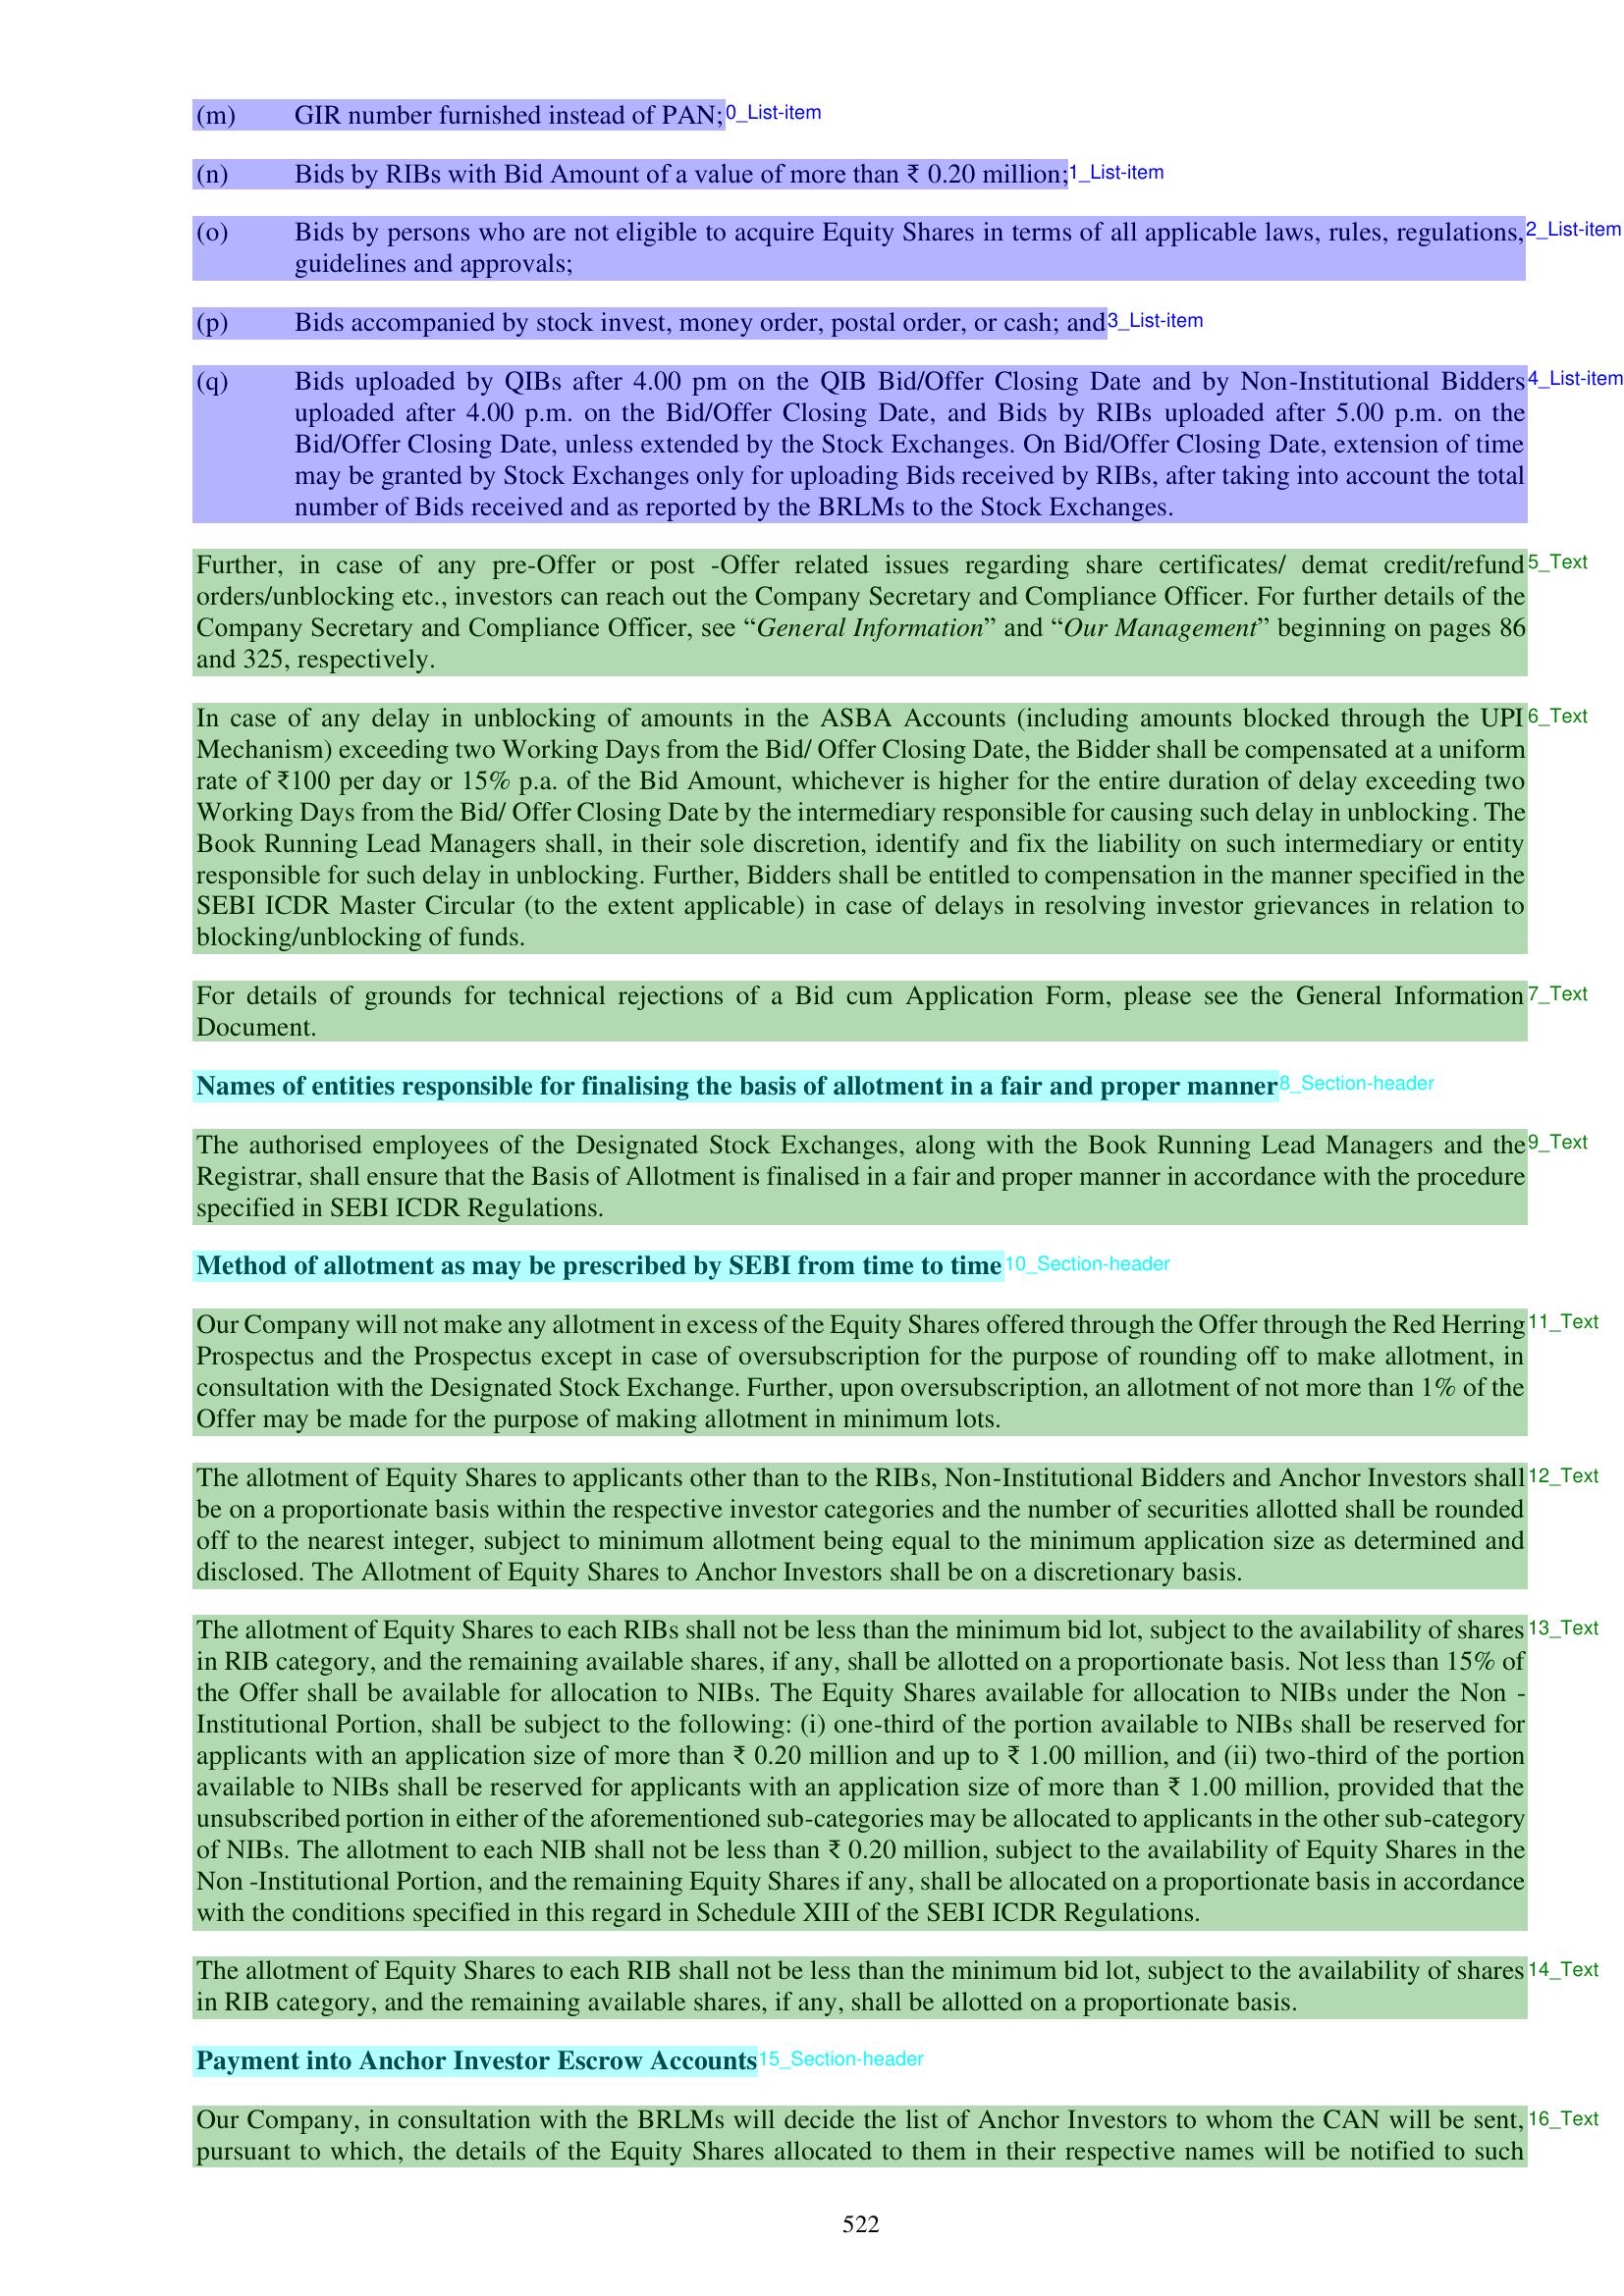 (m) GIR number furnished instead of PAN;0_List-item
(n) Bids by RIBs with Bid Amount of a value of more than ₹ 0.20 million;1_List-item
(o) Bids by persons who are not eligible to acquire Equity Shares in terms of all applicable laws, rules, regulations,2_List-item
guidelines and approvals;
(p) Bids accompanied by stock invest, money order, postal order, or cash; and3_List-item
(q) Bids uploaded by QIBs after 4.00 pm on the QIB Bid/Offer Closing Date and by Non-Institutional Bidders4_List-item
uploaded after 4.00 p.m. on the Bid/Offer Closing Date, and Bids by RIBs uploaded after 5.00 p.m. on the
Bid/Offer Closing Date, unless extended by the Stock Exchanges. On Bid/Offer Closing Date, extension of time
may be granted by Stock Exchanges only for uploading Bids received by RIBs, after taking into account the total
number of Bids received and as reported by the BRLMs to the Stock Exchanges.
Further, in case of any pre-Offer or post -Offer related issues regarding share certificates/ demat credit/refund5_Text
orders/unblocking etc., investors can reach out the Company Secretary and Compliance Officer. For further details of the
Company Secretary and Compliance Officer, see “General Information” and “Our Management” beginning on pages 86
and 325, respectively.
In case of any delay in unblocking of amounts in the ASBA Accounts (including amounts blocked through the UPI6_Text
Mechanism) exceeding two Working Days from the Bid/ Offer Closing Date, the Bidder shall be compensated at a uniform
rate of ₹100 per day or 15% p.a. of the Bid Amount, whichever is higher for the entire duration of delay exceeding two
Working Days from the Bid/ Offer Closing Date by the intermediary responsible for causing such delay in unblocking. The
Book Running Lead Managers shall, in their sole discretion, identify and fix the liability on such intermediary or entity
responsible for such delay in unblocking. Further, Bidders shall be entitled to compensation in the manner specified in the
SEBI ICDR Master Circular (to the extent applicable) in case of delays in resolving investor grievances in relation to
blocking/unblocking of funds.
For details of grounds for technical rejections of a Bid cum Application Form, please see the General Information7_Text
Document.
Names of entities responsible for finalising the basis of allotment in a fair and proper manner8_Section-header
The authorised employees of the Designated Stock Exchanges, along with the Book Running Lead Managers and the9_Text
Registrar, shall ensure that the Basis of Allotment is finalised in a fair and proper manner in accordance with the procedure
specified in SEBI ICDR Regulations.
Method of allotment as may be prescribed by SEBI from time to time10_Section-header
Our Company will not make any allotment in excess of the Equity Shares offered through the Offer through the Red Herring11_Text
Prospectus and the Prospectus except in case of oversubscription for the purpose of rounding off to make allotment, in
consultation with the Designated Stock Exchange. Further, upon oversubscription, an allotment of not more than 1% of the
Offer may be made for the purpose of making allotment in minimum lots.
The allotment of Equity Shares to applicants other than to the RIBs, Non-Institutional Bidders and Anchor Investors shall12_Text
be on a proportionate basis within the respective investor categories and the number of securities allotted shall be rounded
off to the nearest integer, subject to minimum allotment being equal to the minimum application size as determined and
disclosed. The Allotment of Equity Shares to Anchor Investors shall be on a discretionary basis.
The allotment of Equity Shares to each RIBs shall not be less than the minimum bid lot, subject to the availability of shares13_Text
in RIB category, and the remaining available shares, if any, shall be allotted on a proportionate basis. Not less than 15% of
the Offer shall be available for allocation to NIBs. The Equity Shares available for allocation to NIBs under the Non -
Institutional Portion, shall be subject to the following: (i) one-third of the portion available to NIBs shall be reserved for
applicants with an application size of more than ₹ 0.20 million and up to ₹ 1.00 million, and (ii) two-third of the portion
available to NIBs shall be reserved for applicants with an application size of more than ₹ 1.00 million, provided that the
unsubscribed portion in either of the aforementioned sub-categories may be allocated to applicants in the other sub-category
of NIBs. The allotment to each NIB shall not be less than ₹ 0.20 million, subject to the availability of Equity Shares in the
Non -Institutional Portion, and the remaining Equity Shares if any, shall be allocated on a proportionate basis in accordance
with the conditions specified in this regard in Schedule XIII of the SEBI ICDR Regulations.
The allotment of Equity Shares to each RIB shall not be less than the minimum bid lot, subject to the availability of shares14_Text
in RIB category, and the remaining available shares, if any, shall be allotted on a proportionate basis.
Payment into Anchor Investor Escrow Accounts15_Section-header
Our Company, in consultation with the BRLMs will decide the list of Anchor Investors to whom the CAN will be sent,16_Text
pursuant to which, the details of the Equity Shares allocated to them in their respective names will be notified to such
522